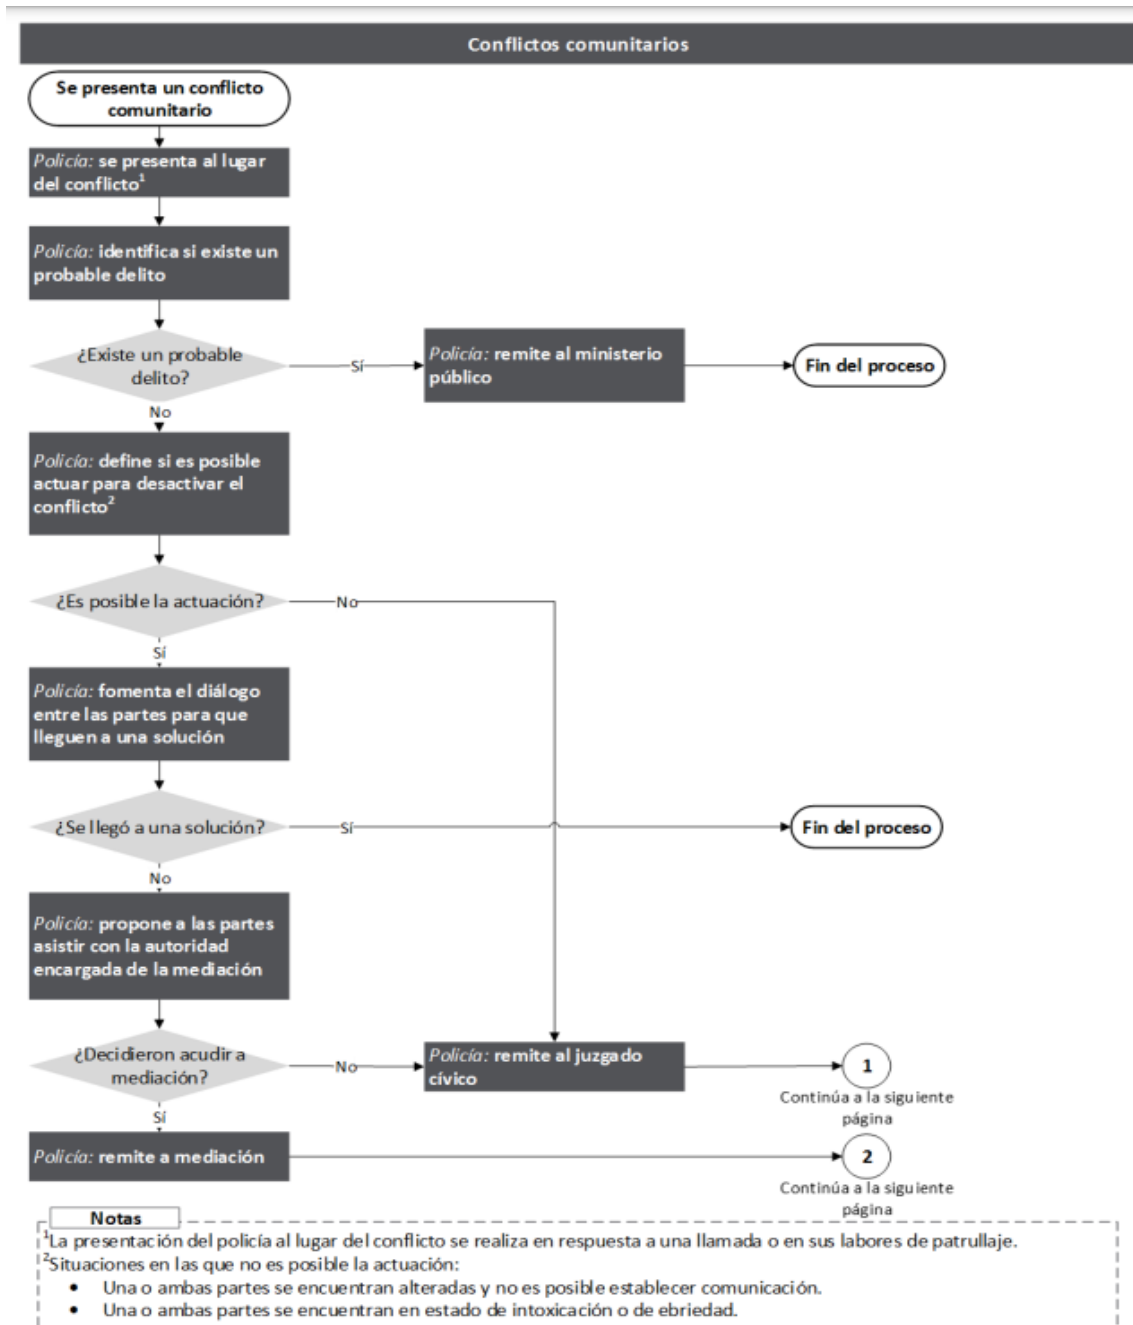 Conflictos comunitarios
Se presenta un conflicto
comunitario
Policía: se presenta al lugar
del conflicto¹
Policía: identifica si existe un
probable delito
¿Existe un probable
delito?
Sí
Policía: remite al ministerio
público
Fin del proceso
No
Policía: define si es posible
actuar para desactivar el
conflicto²
¿Es posible la actuación?
No
Sí
Policía: fomenta el diálogo
entre las partes para que
lleguen a una solución
¿Se llegó a una solución?
Sí
Fin del proceso
No
Policía: propone a las partes
asistir con la autoridad
encargada de la mediación
¿Decidieron acudir a
mediación?
No
Policía: remite al juzgado
cívico
1
Continúa a la siguiente
página
Sí
Policía: remite a mediación
2
Continúa a la siguiente
página
Notas
¹La presentación del policía al lugar del conflicto se realiza en respuesta a una llamada o en sus labores de patrullaje.
²Situaciones en las que no es posible la actuación:
• Una o ambas partes se encuentran alteradas y no es posible establecer comunicación.
• Una o ambas partes se encuentran en estado de intoxicación o de ebriedad.